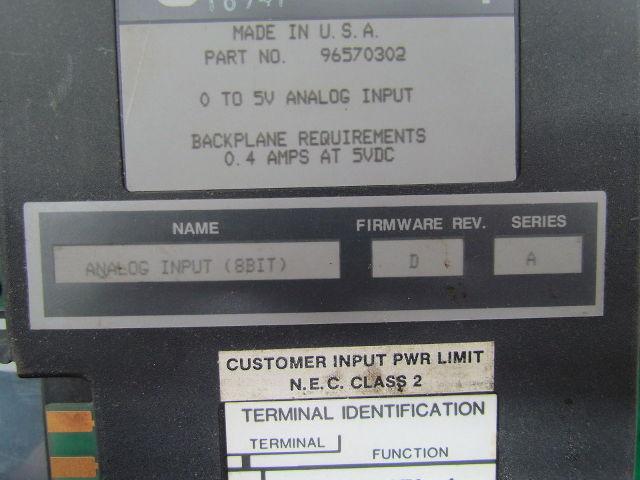 MADE IN U.S.A.
PART NO. 96570302
0 TO 5V ANALOG INPUT
BACKPLANE REQUIREMENTS
0.4 AMPS AT 5VDC
NAME FIRMWARE REV. SERIES
ANALOG INPUT (8BIT) D A
CUSTOMER INPUT PWR LIMIT
N.E.C. CLASS 2
TERMINAL IDENTIFICATION
TERMINAL FUNCTION